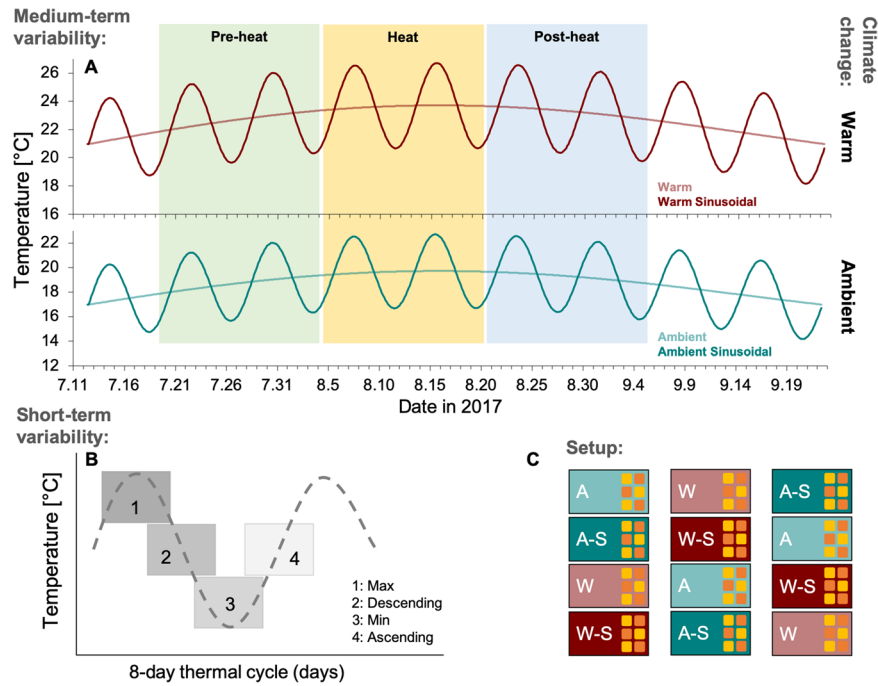 Medium-term
variability:
Pre-heat
Heat
Post-heat
Climate
change:
A
Temperature [°C]
26
24
22
20
18
16
Warm
Warm Sinusoidal
Warm
22
20
18
16
14
12
Ambient
Ambient Sinusoidal
Ambient
7.11 7.16 7.21 7.26 7.31 8.5 8.10 8.15 8.20 8.25 8.30 9.4 9.9 9.14 9.19
Date in 2017
Short-term
variability:
B
Temperature [°C]
1
2
3
4
1: Max
2: Descending
3: Min
4: Ascending
8-day thermal cycle (days)
Setup:
C
A W A-S
A-S W-S A
W A W-S
W-S A-S W